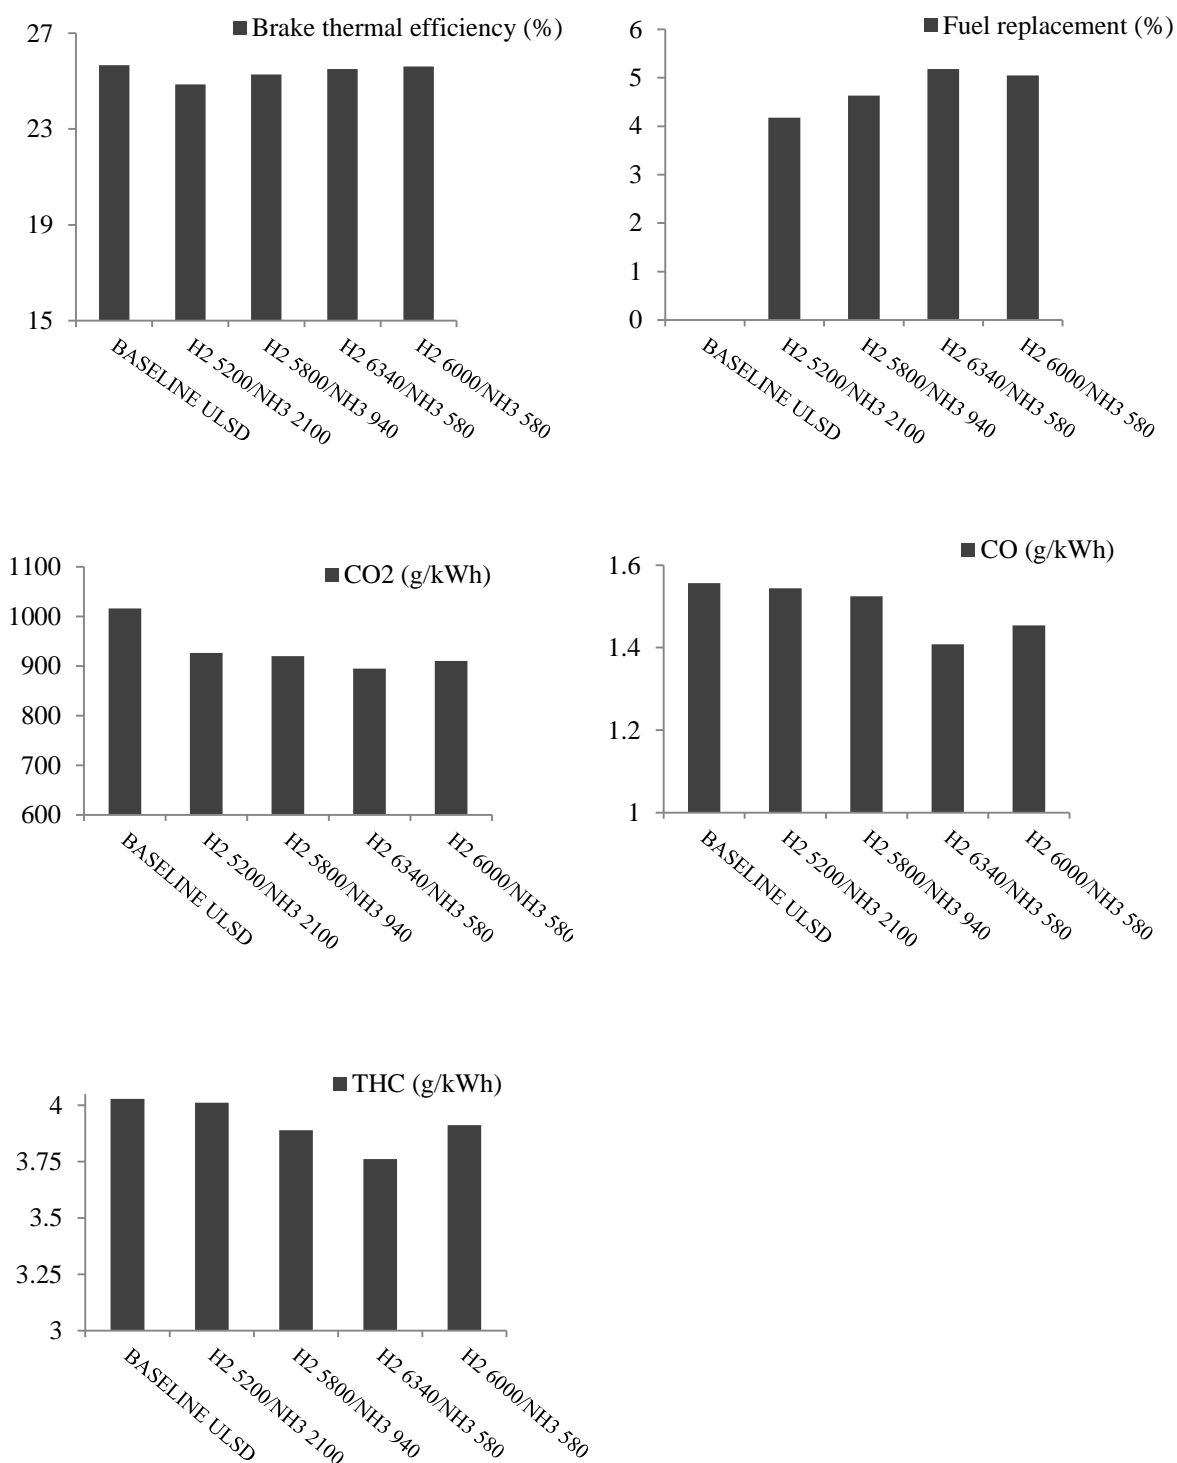 Brake thermal efficiency (%)
27
23
19
15
BASELINE ULSD
H2 5200/NH3 2100
H2 5800/NH3 940
H2 6340/NH3 580
H2 6000/NH3 580
Fuel replacement (%)
6
5
4
3
2
1
0
BASELINE ULSD
H2 5200/NH3 2100
H2 5800/NH3 940
H2 6340/NH3 580
H2 6000/NH3 580
CO2 (g/kWh)
1100
1000
900
800
700
600
BASELINE ULSD
H2 5200/NH3 2100
H2 5800/NH3 940
H2 6340/NH3 580
H2 6000/NH3 580
CO (g/kWh)
1.6
1.4
1.2
1
BASELINE ULSD
H2 5200/NH3 2100
H2 5800/NH3 940
H2 6340/NH3 580
H2 6000/NH3 580
THC (g/kWh)
4
3.75
3.5
3.25
3
BASELINE ULSD
H2 5200/NH3 2100
H2 5800/NH3 940
H2 6340/NH3 580
H2 6000/NH3 580